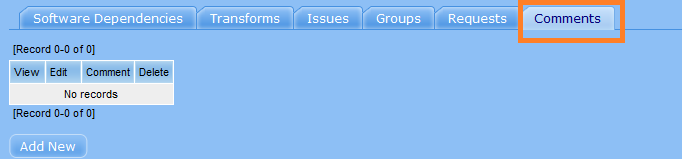 Software Dependencies Transforms Issues Groups Requests Comments
[Record 0-0 of 0]
View Edit Comment Delete
No records
[Record 0-0 of 0]
Add New